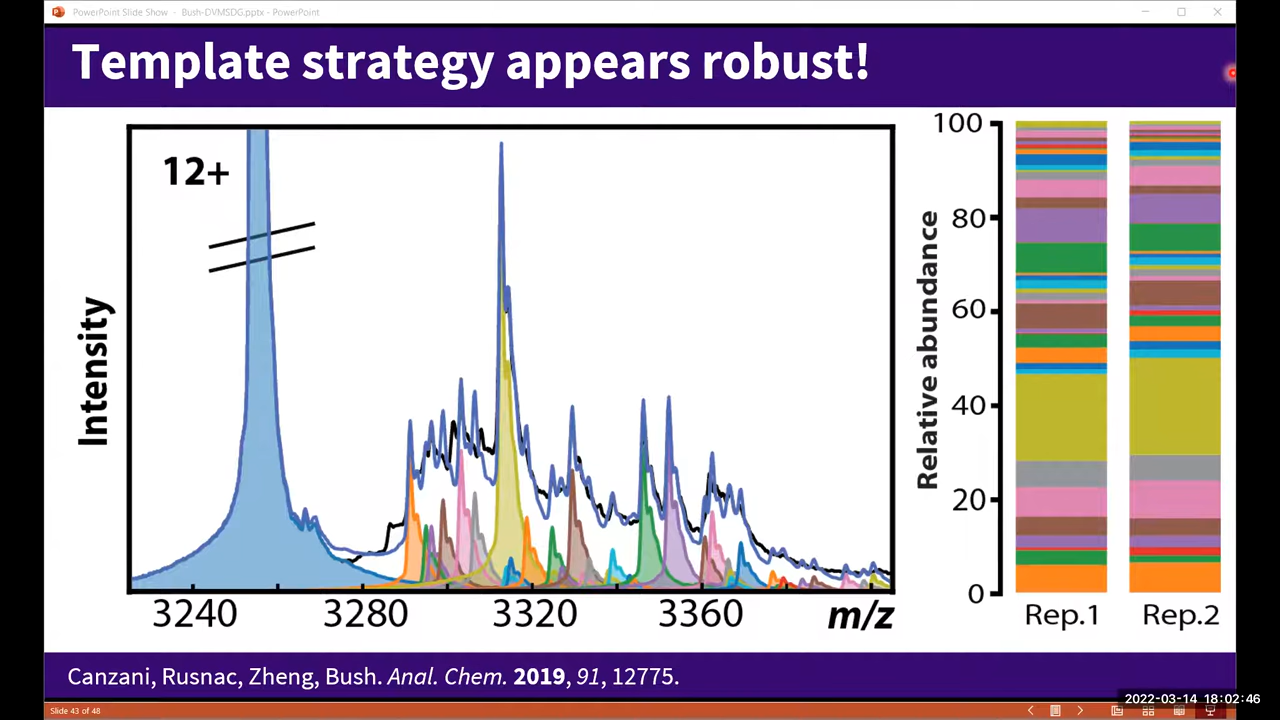 PowerPoint Slide Show - Bush-DVMSDG.pptx - PowerPoint
Template strategy appears robust!
12+
Intensity
3240 3280 3320 3360 m/z
Relative abundance
100
80
60
40
20
0
Rep.1 Rep.2
Canzani, Rusnac, Zheng, Bush. Anal. Chem. 2019, 91, 12775.
2022-03-14 18:02:46
Slide 43 of 48